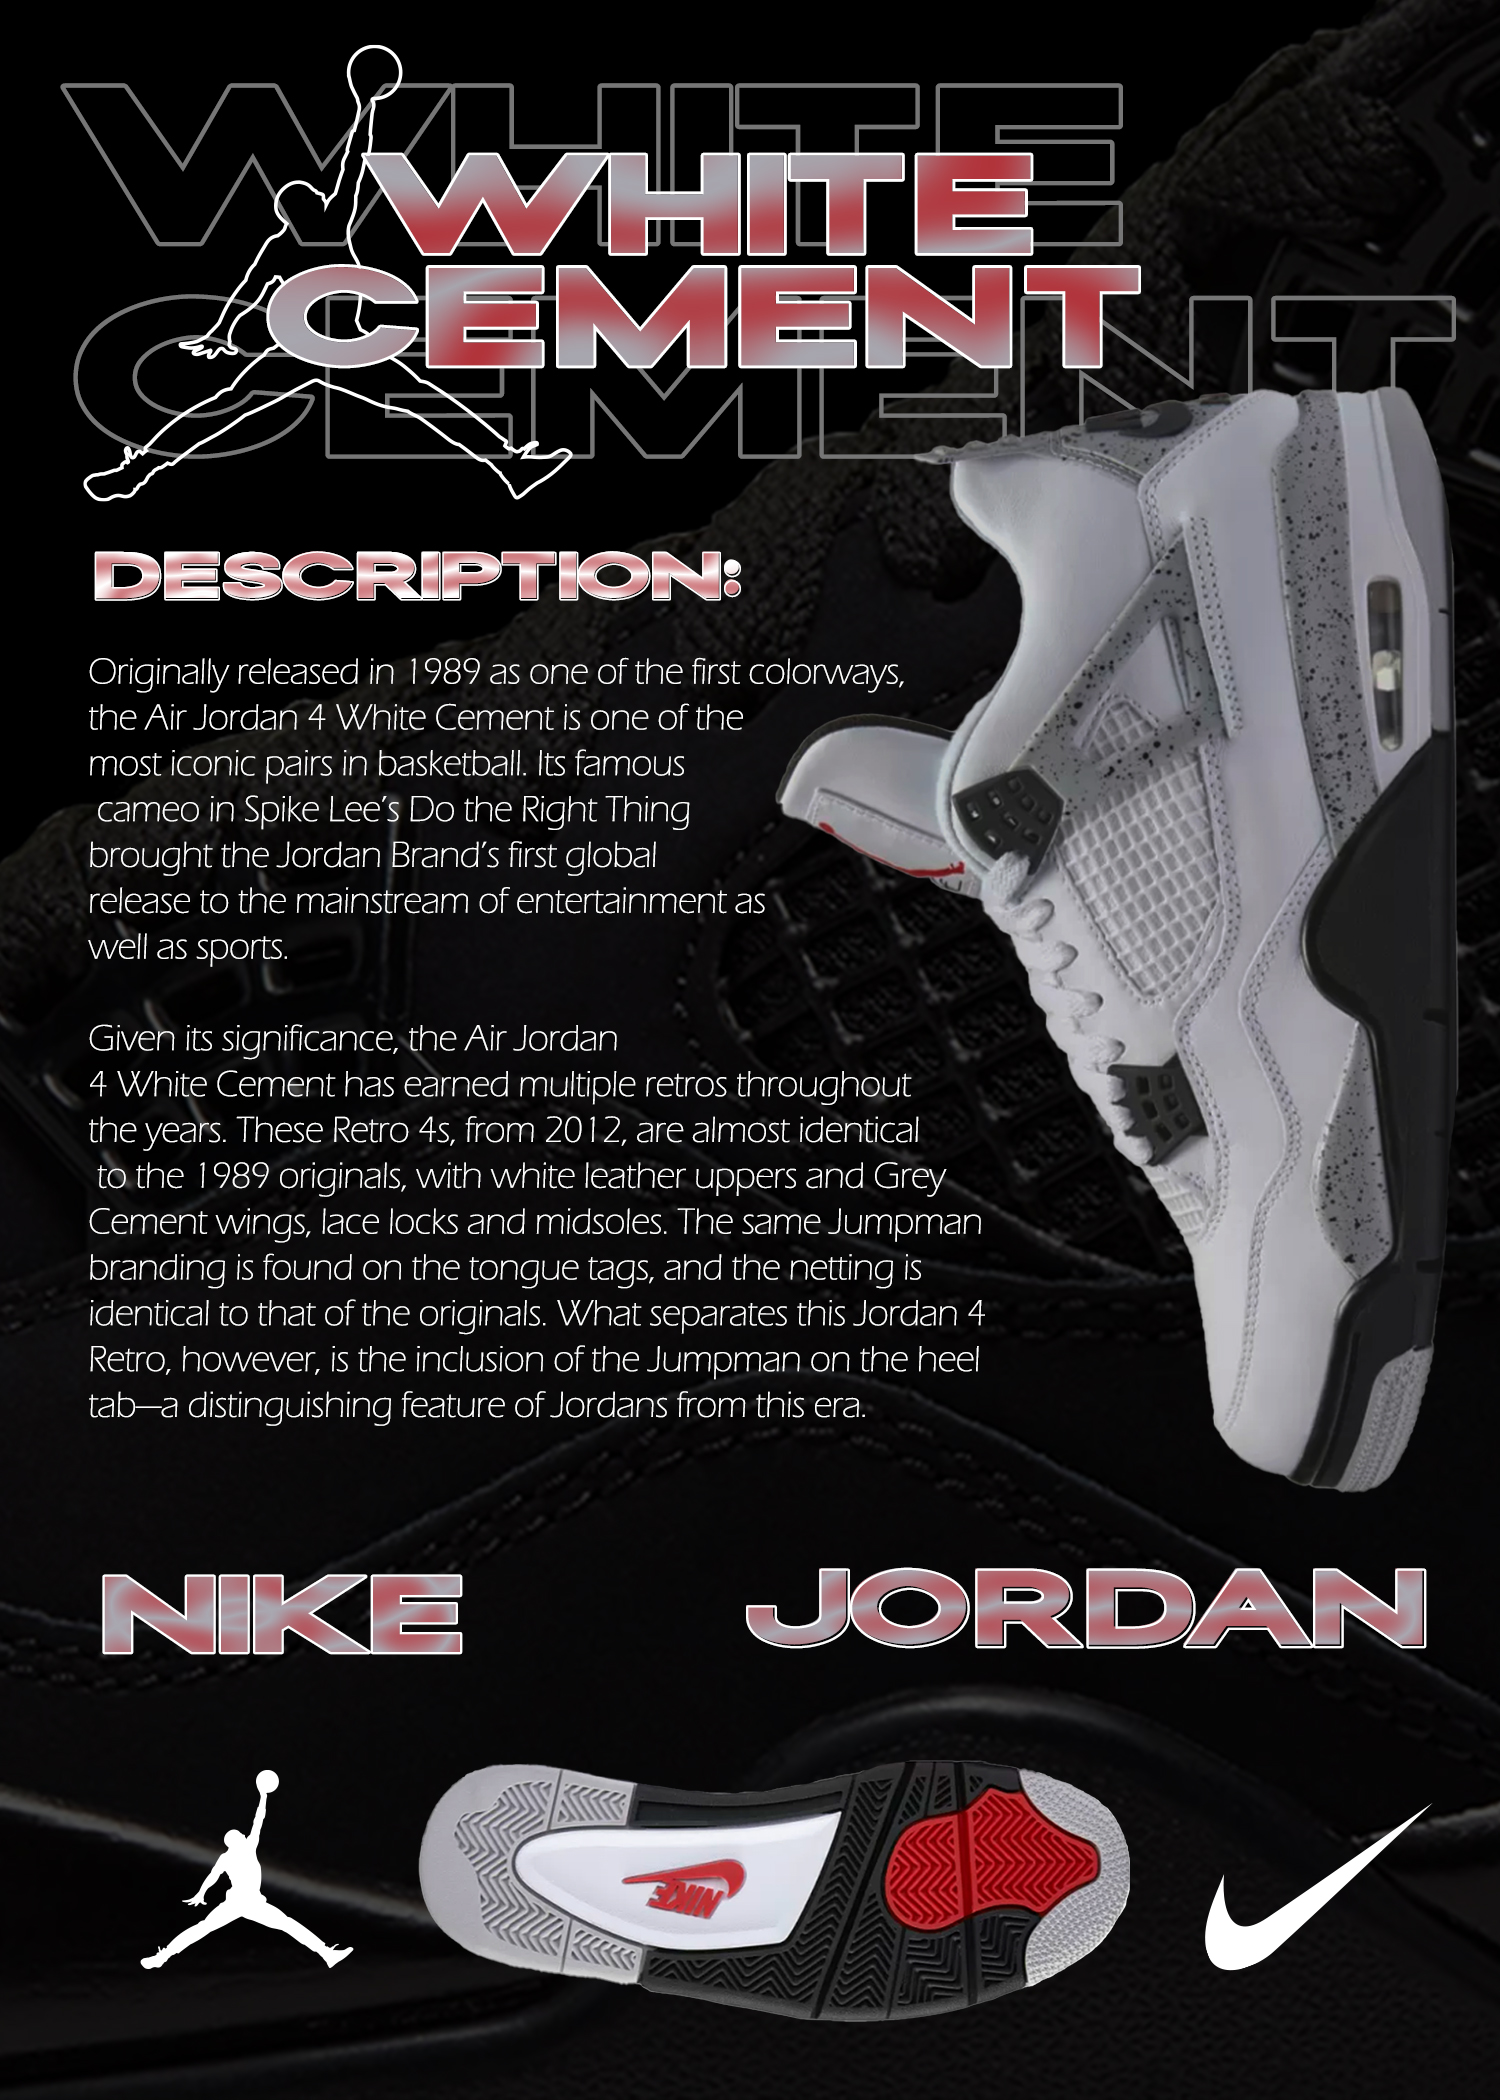 WHITE
CEMENT
WHITE
CEMENT
DESCRIPTION:
Originally released in 1989 as one of the first colorways,
the Air Jordan 4 White Cement is one of the
most iconic pairs in basketball. Its famous
cameo in Spike Lee's Do the Right Thing
brought the Jordan Brand's first global
release to the mainstream of entertainment as
well as sports.
Given its significance, the Air Jordan
4 White Cement has earned multiple retros throughout
the years. These Retro 4s, from 2012, are almost identical
to the 1989 originals, with white leather uppers and Grey
Cement wings, lace locks and midsoles. The same Jumpman
branding is found on the tongue tags, and the netting is
identical to that of the originals. What separates this Jordan 4
Retro, however, is the inclusion of the Jumpman on the heel
tab—a distinguishing feature of Jordans from this era.
NIKE
JORDAN
NIKE